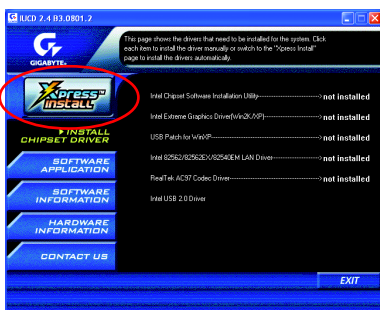 IUCD 2.4 B3.0801.2
GIGABYTE
This page shows the drivers that need to be installed for the system. Click
each item to install the driver manually or switch to the "Xpress Install"
page to install the drivers automatically.
Xpress™
INSTALL
INSTALL
CHIPSET DRIVER
SOFTWARE
APPLICATION
SOFTWARE
INFORMATION
HARDWARE
INFORMATION
CONTACT US
Intel Chipset Software Installation Utility-------------------> not installed
Intel Extreme Graphics Driver(Win2K/XP)-------------------> not installed
USB Patch for WinXP-------------------> not installed
Intel 82562/82562EX/82540EM LAN Driver-------------------> not installed
RealTek AC97 Codec Driver-------------------> not installed
Intel USB 2.0 Driver
EXIT